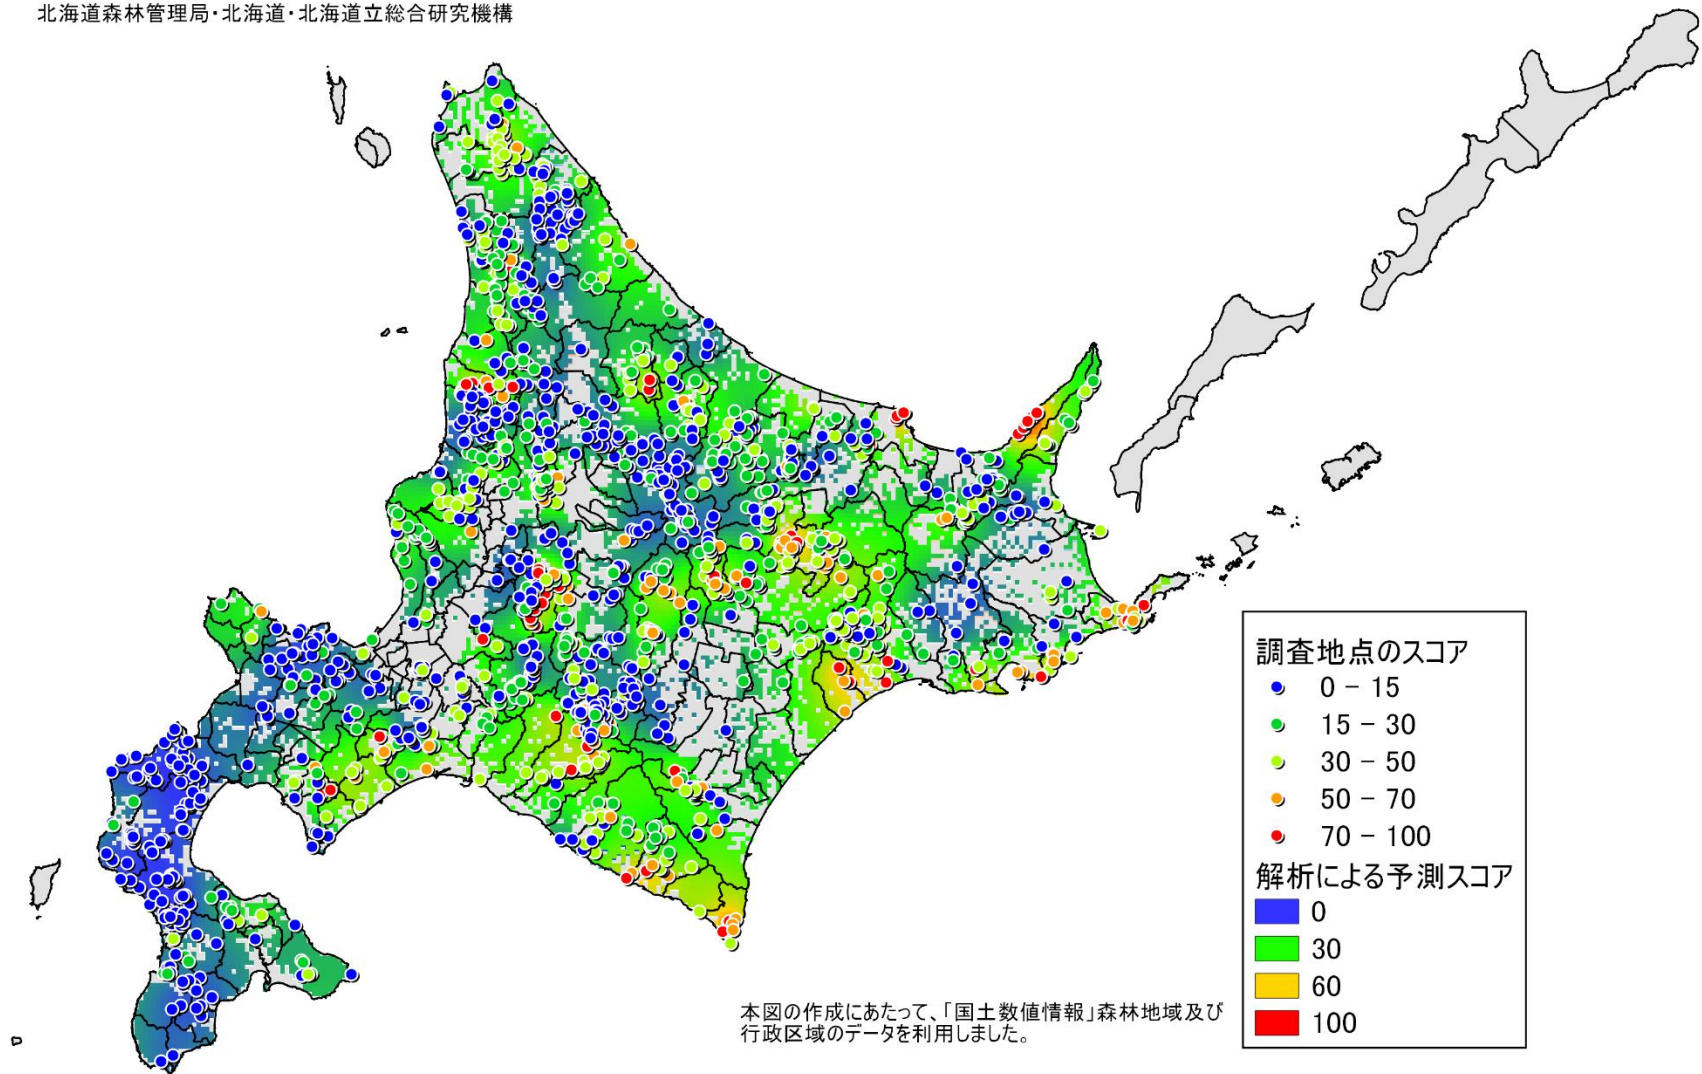 北海道森林管理局・北海道・北海道立総合研究機構
調査地点のスコア
0 – 15
15 – 30
30 – 50
50 – 70
70 – 100
解析による予測スコア
0
30
60
100
本図の作成にあたって、「国土数値情報」森林地域及び
行政区域のデータを利用しました。